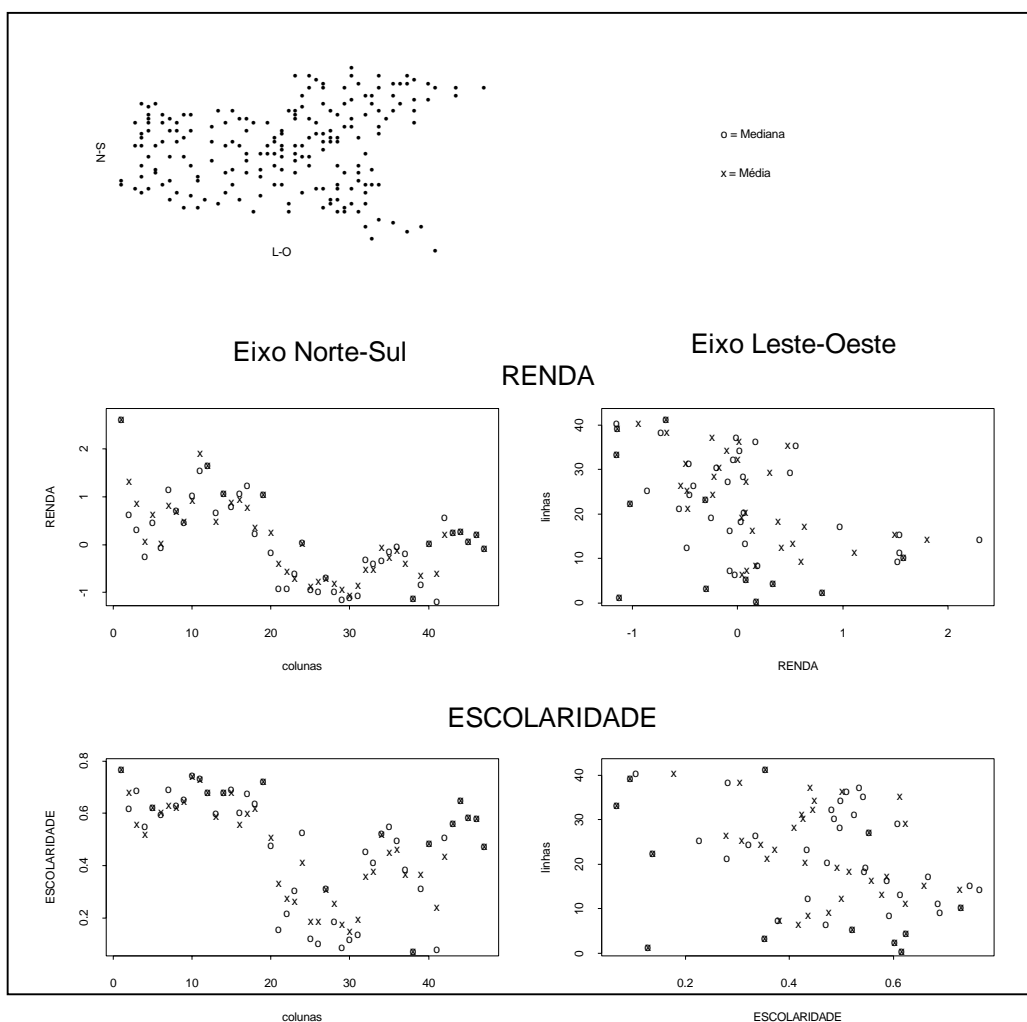 N-S
L-O
o = Mediana
x = Média
Eixo Norte-Sul
Eixo Leste-Oeste
RENDA
RENDA
2
1
0
-1
0 10 20 30 40
colunas
linhas
40
30
20
10
0
-1 0 1 2
RENDA
ESCOLARIDADE
ESCOLARIDADE
0.8
0.6
0.4
0.2
0 10 20 30 40
colunas
linhas
40
30
20
10
0
0.2 0.4 0.6
ESCOLARIDADE